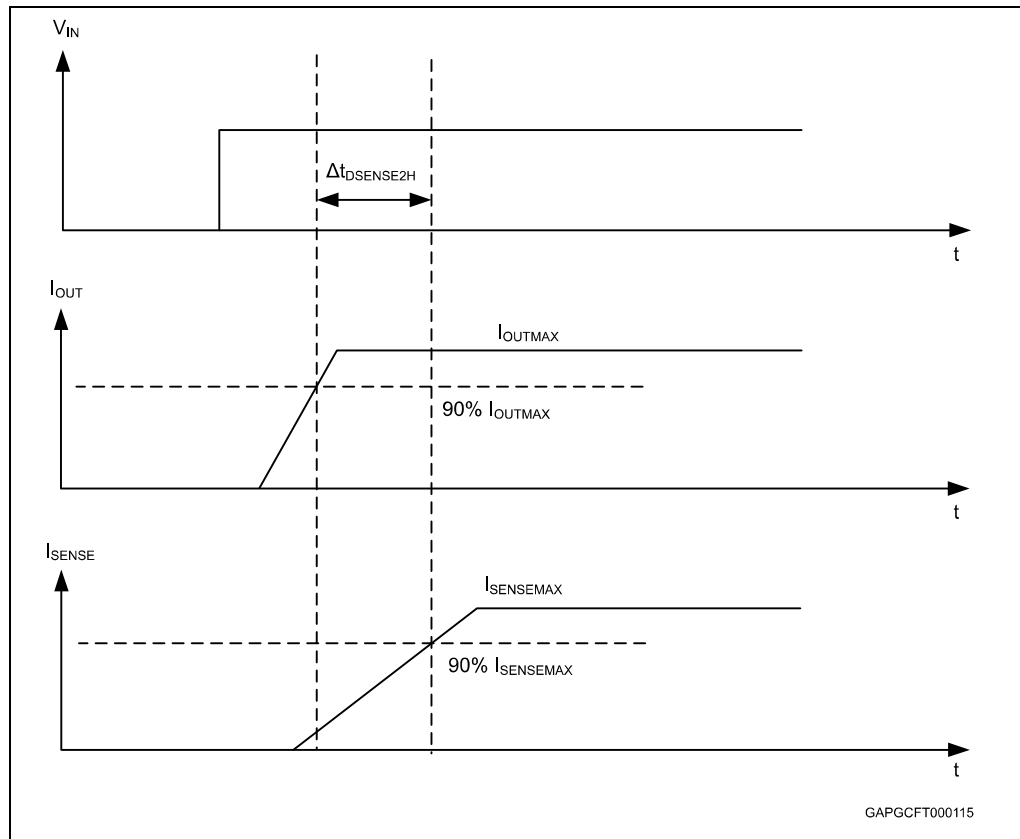 VIN
ΔtDSENSE2H
t
IOUT
IOUTMAX
90% IOUTMAX
t
ISENSE
ISENSEMAX
90% ISENSEMAX
t
GAPGCFT000115